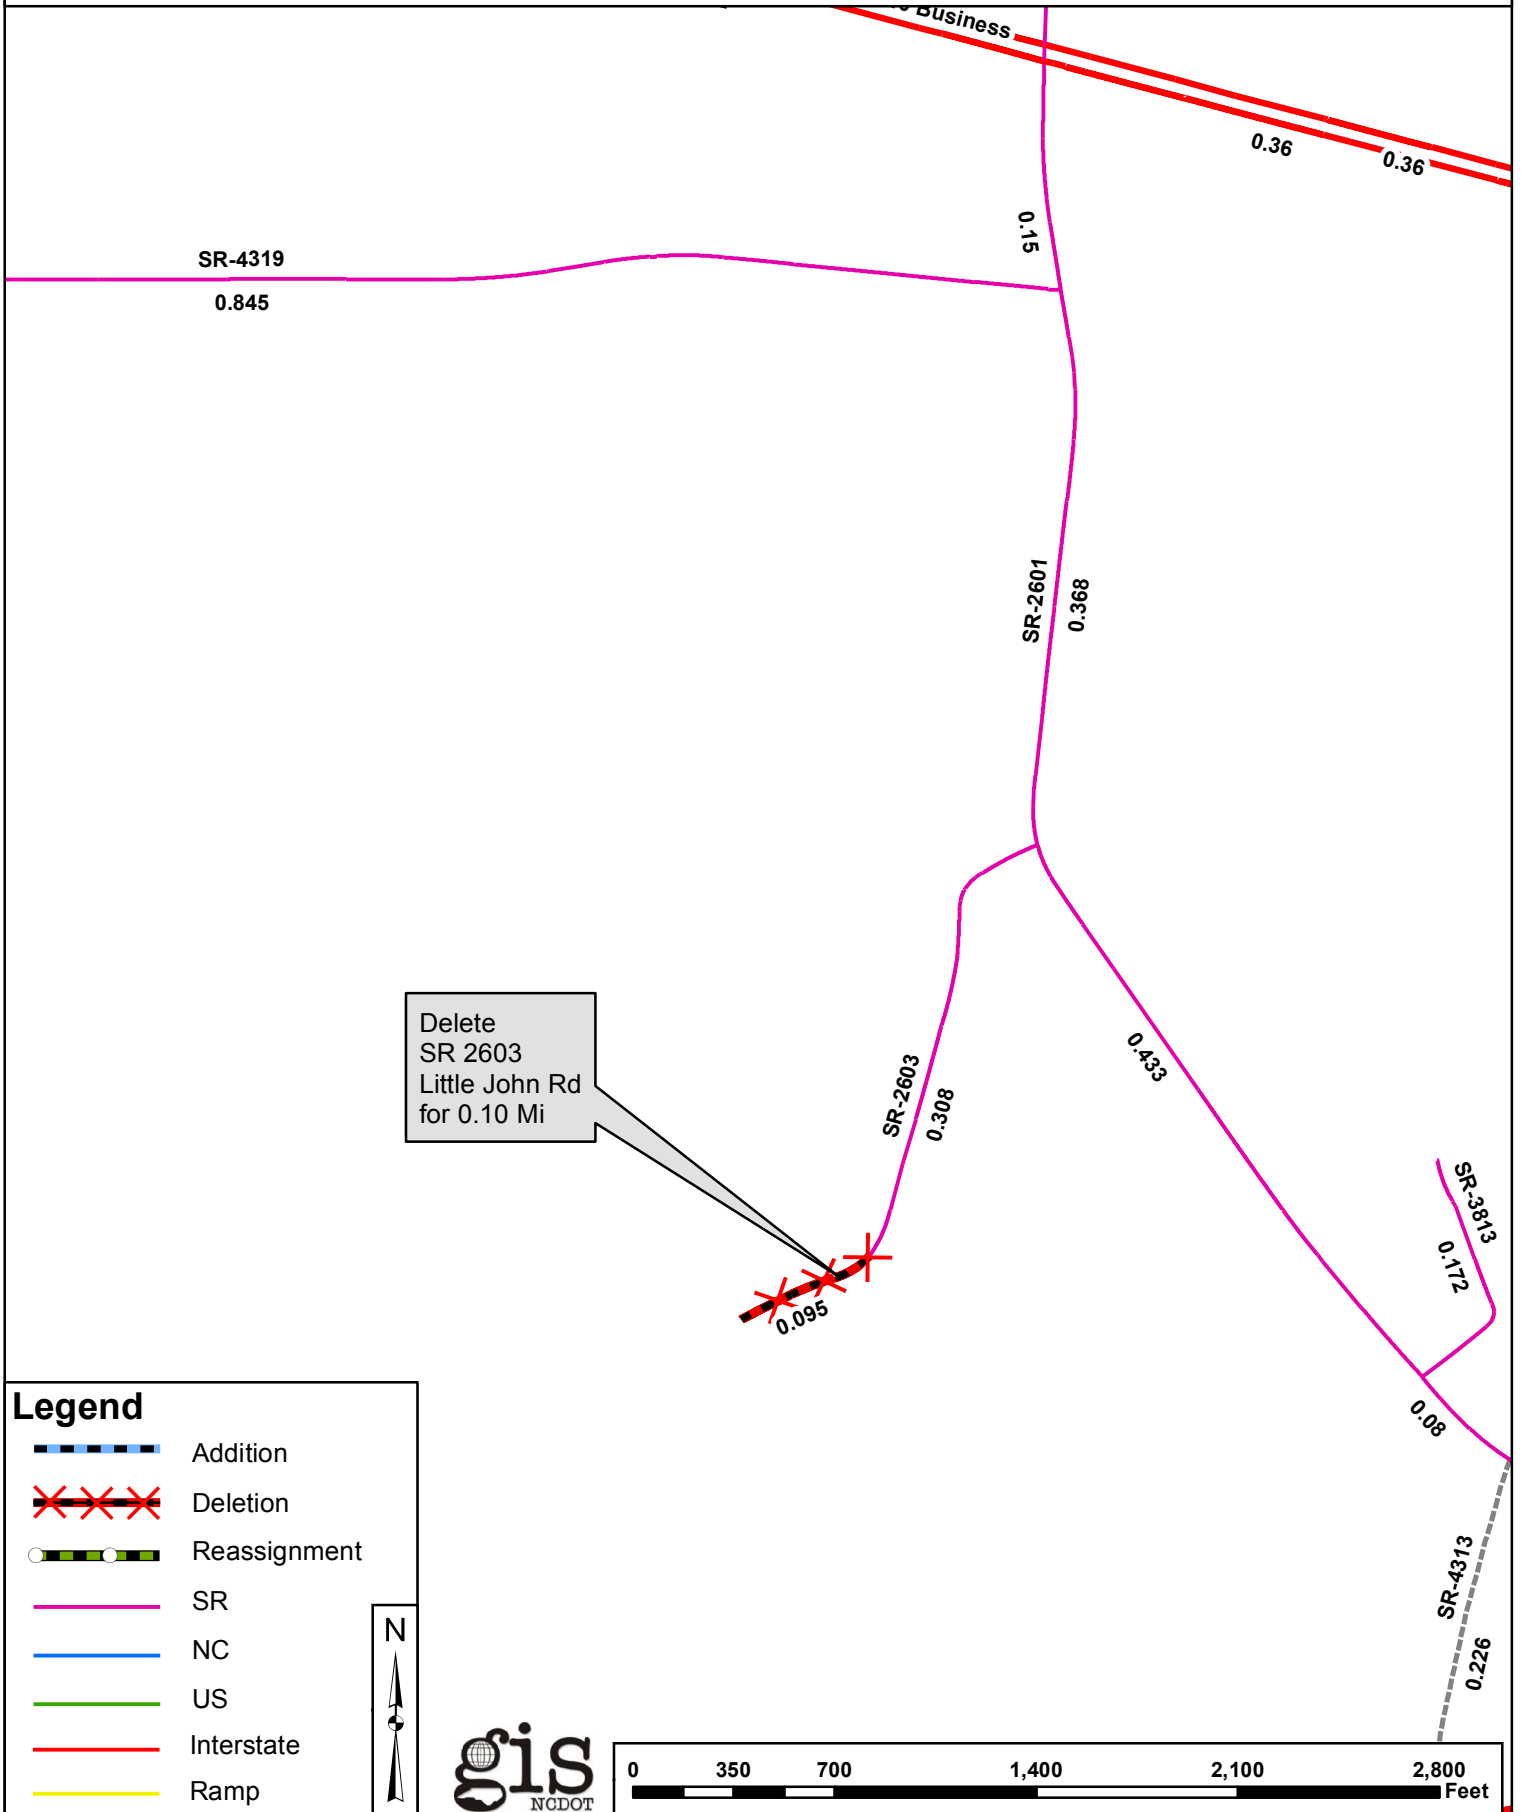 Business
0.36
0.36
0.15
SR-4319
0.845
SR-2601
0.368
Delete
SR 2603
Little John Rd
for 0.10 Mi
SR-2603
0.308
0.433
SR-3813
0.172
0.095
0.08
SR-4313
0.226
Legend
Addition
Deletion
Reassignment
SR
NC
US
Interstate
Ramp
N
gis
NCDOT
0 350 700 1,400 2,100 2,800
Feet